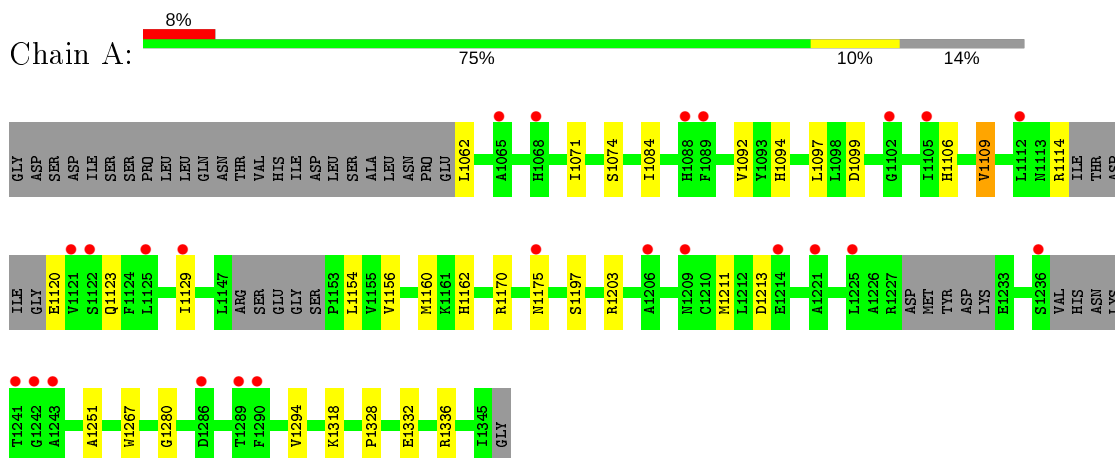 8%
Chain A:
75% 10% 14%
GLY ASP SER ASP ILE SER SER PRO LEU LEU GLN ASN THR VAL HIS ILE ASP LEU SER ALA LEU ASN PRO GLU L1062 A1065 H1068 I1071 S1074 I1084 H1088 F1089 V1092 Y1093 H1094 L1097 L1098 D1099 G1102 I1105 H1106 V1109 L1112 N1113 R1114 ILE THR ASP
ILE GLY E1120 V1121 S1122 Q1123 F1124 L1125 I1129 L1147 ARG SER GLU GLY SER P1153 L1154 V1155 V1156 M1160 K1161 H1162 R1170 N1175 S1197 R1203 A1206 N1209 C1210 M1211 L1212 D1213 E1214 A1221 L1225 A1226 R1227 ASP MET TYR ASP LYS E1233 S1236 VAL HIS ASN LYS
T1241 G1242 A1243 A1251 W1267 G1280 D1286 T1289 F1290 V1294 K1318 P1328 E1332 R1336 I1345 GLY